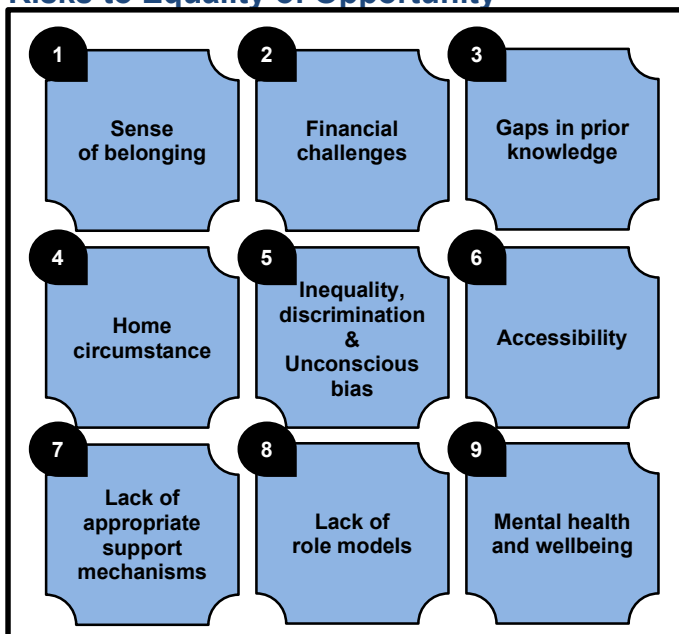 Risks to Equality of Opportunity
1
Sense
of belonging
2
Financial
challenges
3
Gaps in prior
knowledge
4
Home
circumstance
5
Inequality,
discrimination
&
Unconscious
bias
6
Accessibility
7
Lack of
appropriate
support
mechanisms
8
Lack of
role models
9
Mental health
and wellbeing